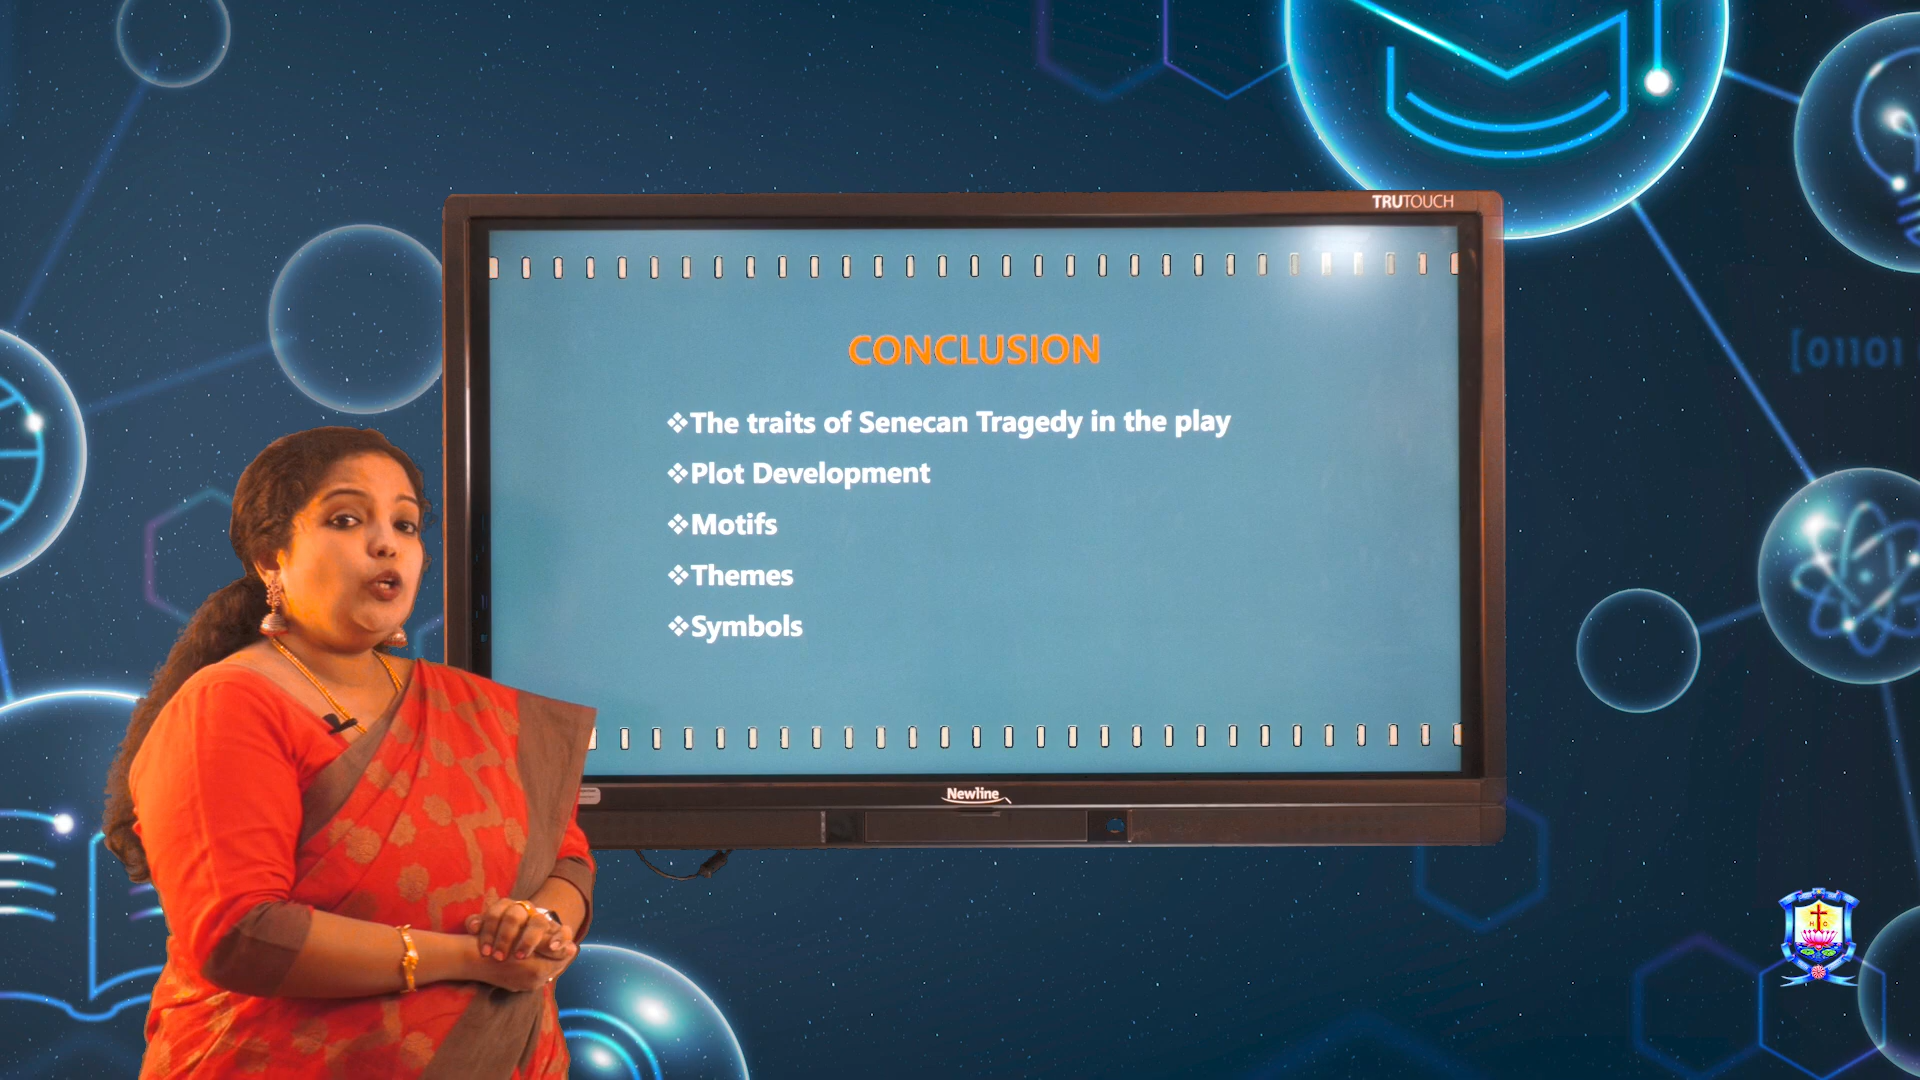 TRUTOUCH
[01101
CONCLUSION
❖The traits of Senecan Tragedy in the play
❖Plot Development
❖Motifs
❖Themes
❖Symbols
Newline
H C